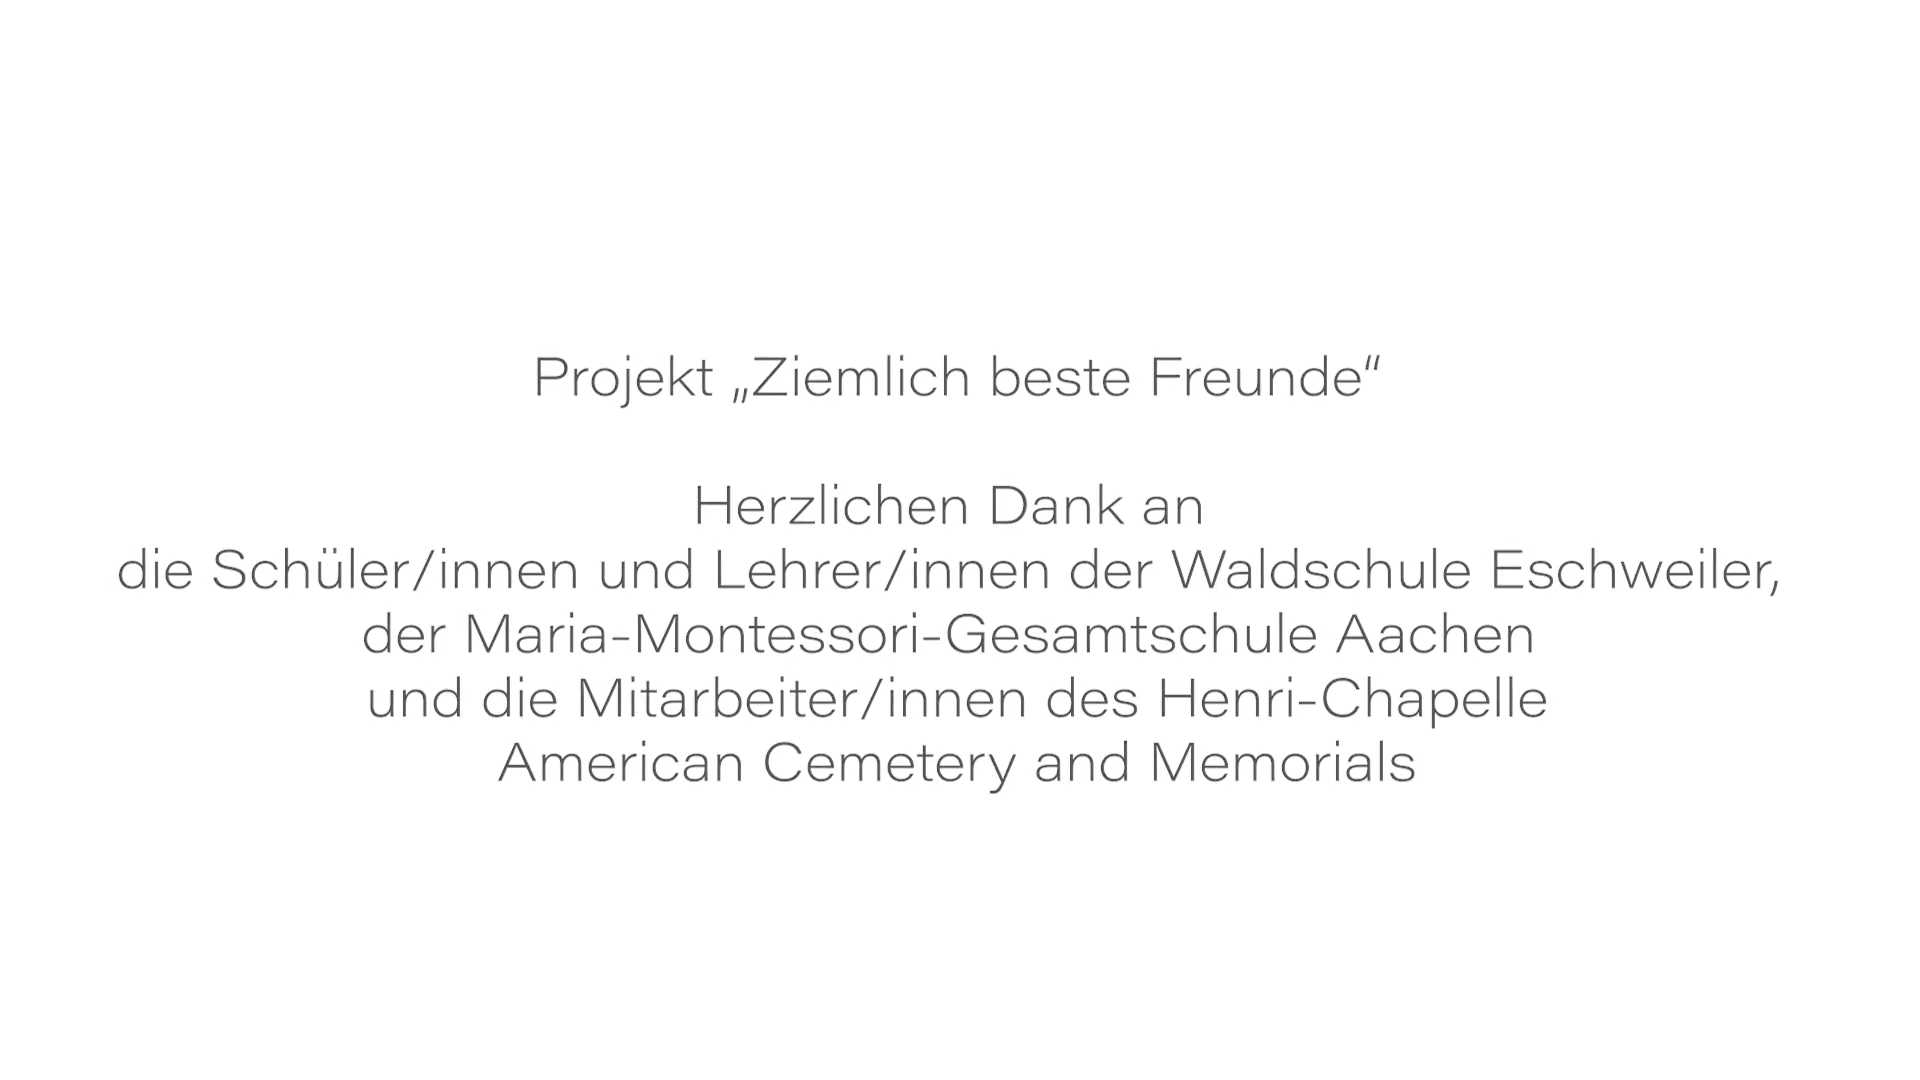 Projekt „Ziemlich beste Freunde“
Herzlichen Dank an
die Schüler/innen und Lehrer/innen der Waldschule Eschweiler,
der Maria-Montessori-Gesamtschule Aachen
und die Mitarbeiter/innen des Henri-Chapelle
American Cemetery and Memorials